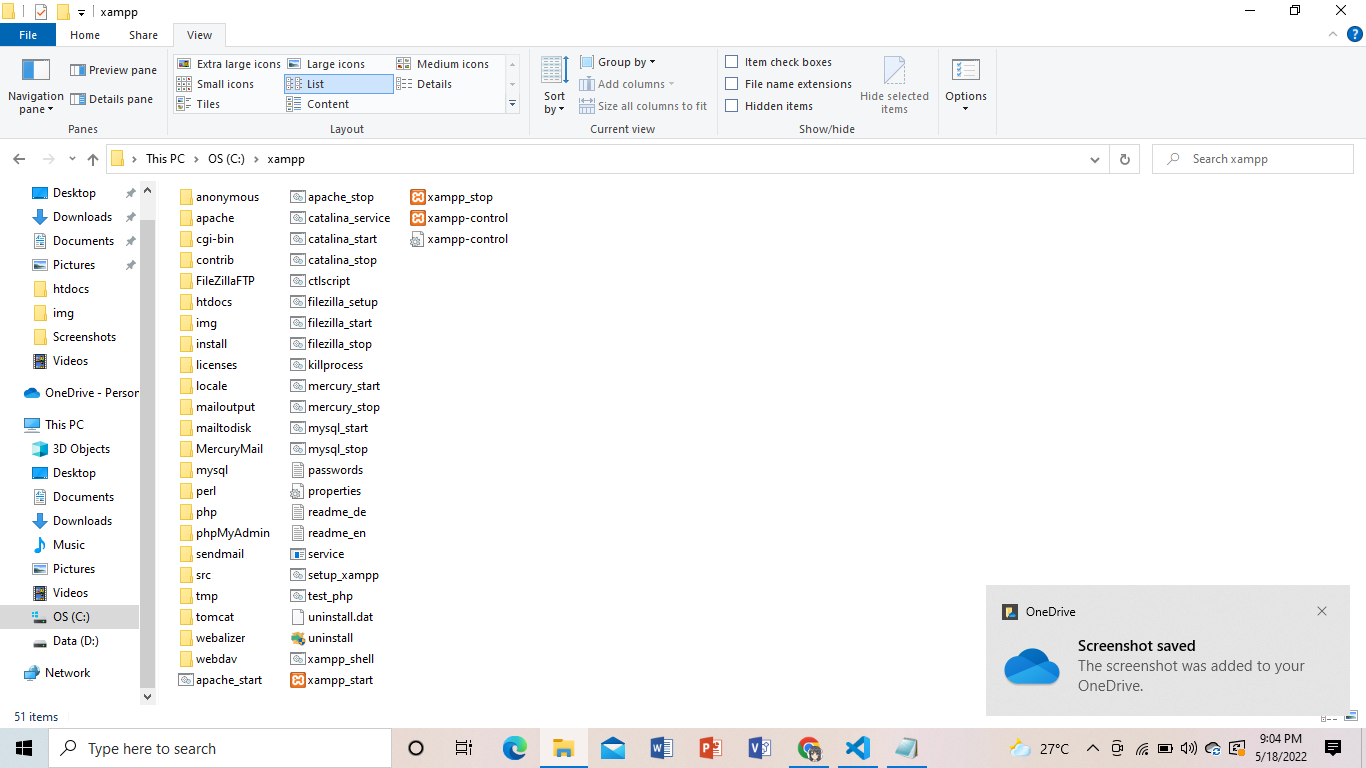 xampp
File Home Share View
Extra large icons Large icons Medium icons
Small icons List Details
Tiles Content
Navigation pane
Preview pane
Details pane
Panes
Layout
Sort by
Group by
Add columns
Size all columns to fit
Current view
Item check boxes
File name extensions
Hidden items
Hide selected items
Show/hide
Options
This PC > OS (C:) > xampp
Search xampp
Desktop
Downloads
Documents
Pictures
htdocs
img
Screenshots
Videos
OneDrive - Person
This PC
3D Objects
Desktop
Documents
Downloads
Music
Pictures
Videos
OS (C:)
Data (D:)
Network
anonymous
apache
cgi-bin
contrib
FileZillaFTP
htdocs
img
install
licenses
locale
mailoutput
mailtodisk
MercuryMail
mysql
perl
php
phpMyAdmin
sendmail
src
tmp
tomcat
webalizer
webdav
apache_start
apache_stop
catalina_service
catalina_start
catalina_stop
ctlscript
filezilla_setup
filezilla_start
filezilla_stop
killprocess
mercury_start
mercury_stop
mysql_start
mysql_stop
passwords
properties
readme_de
readme_en
service
setup_xampp
test_php
uninstall.dat
uninstall
xampp_shell
xampp_start
xampp_stop
xampp-control
xampp-control
OneDrive
Screenshot saved
The screenshot was added to your
OneDrive.
51 items
Type here to search
27°C
9:04 PM
5/18/2022